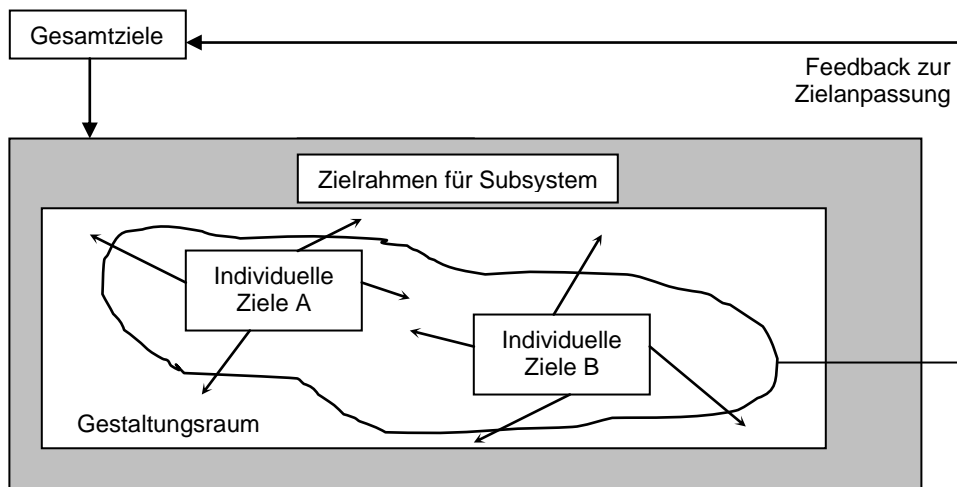 Gesamtziele
Feedback zur
Zielanpassung
Zielrahmen für Subsystem
Individuelle
Ziele A
Individuelle
Ziele B
Gestaltungsraum